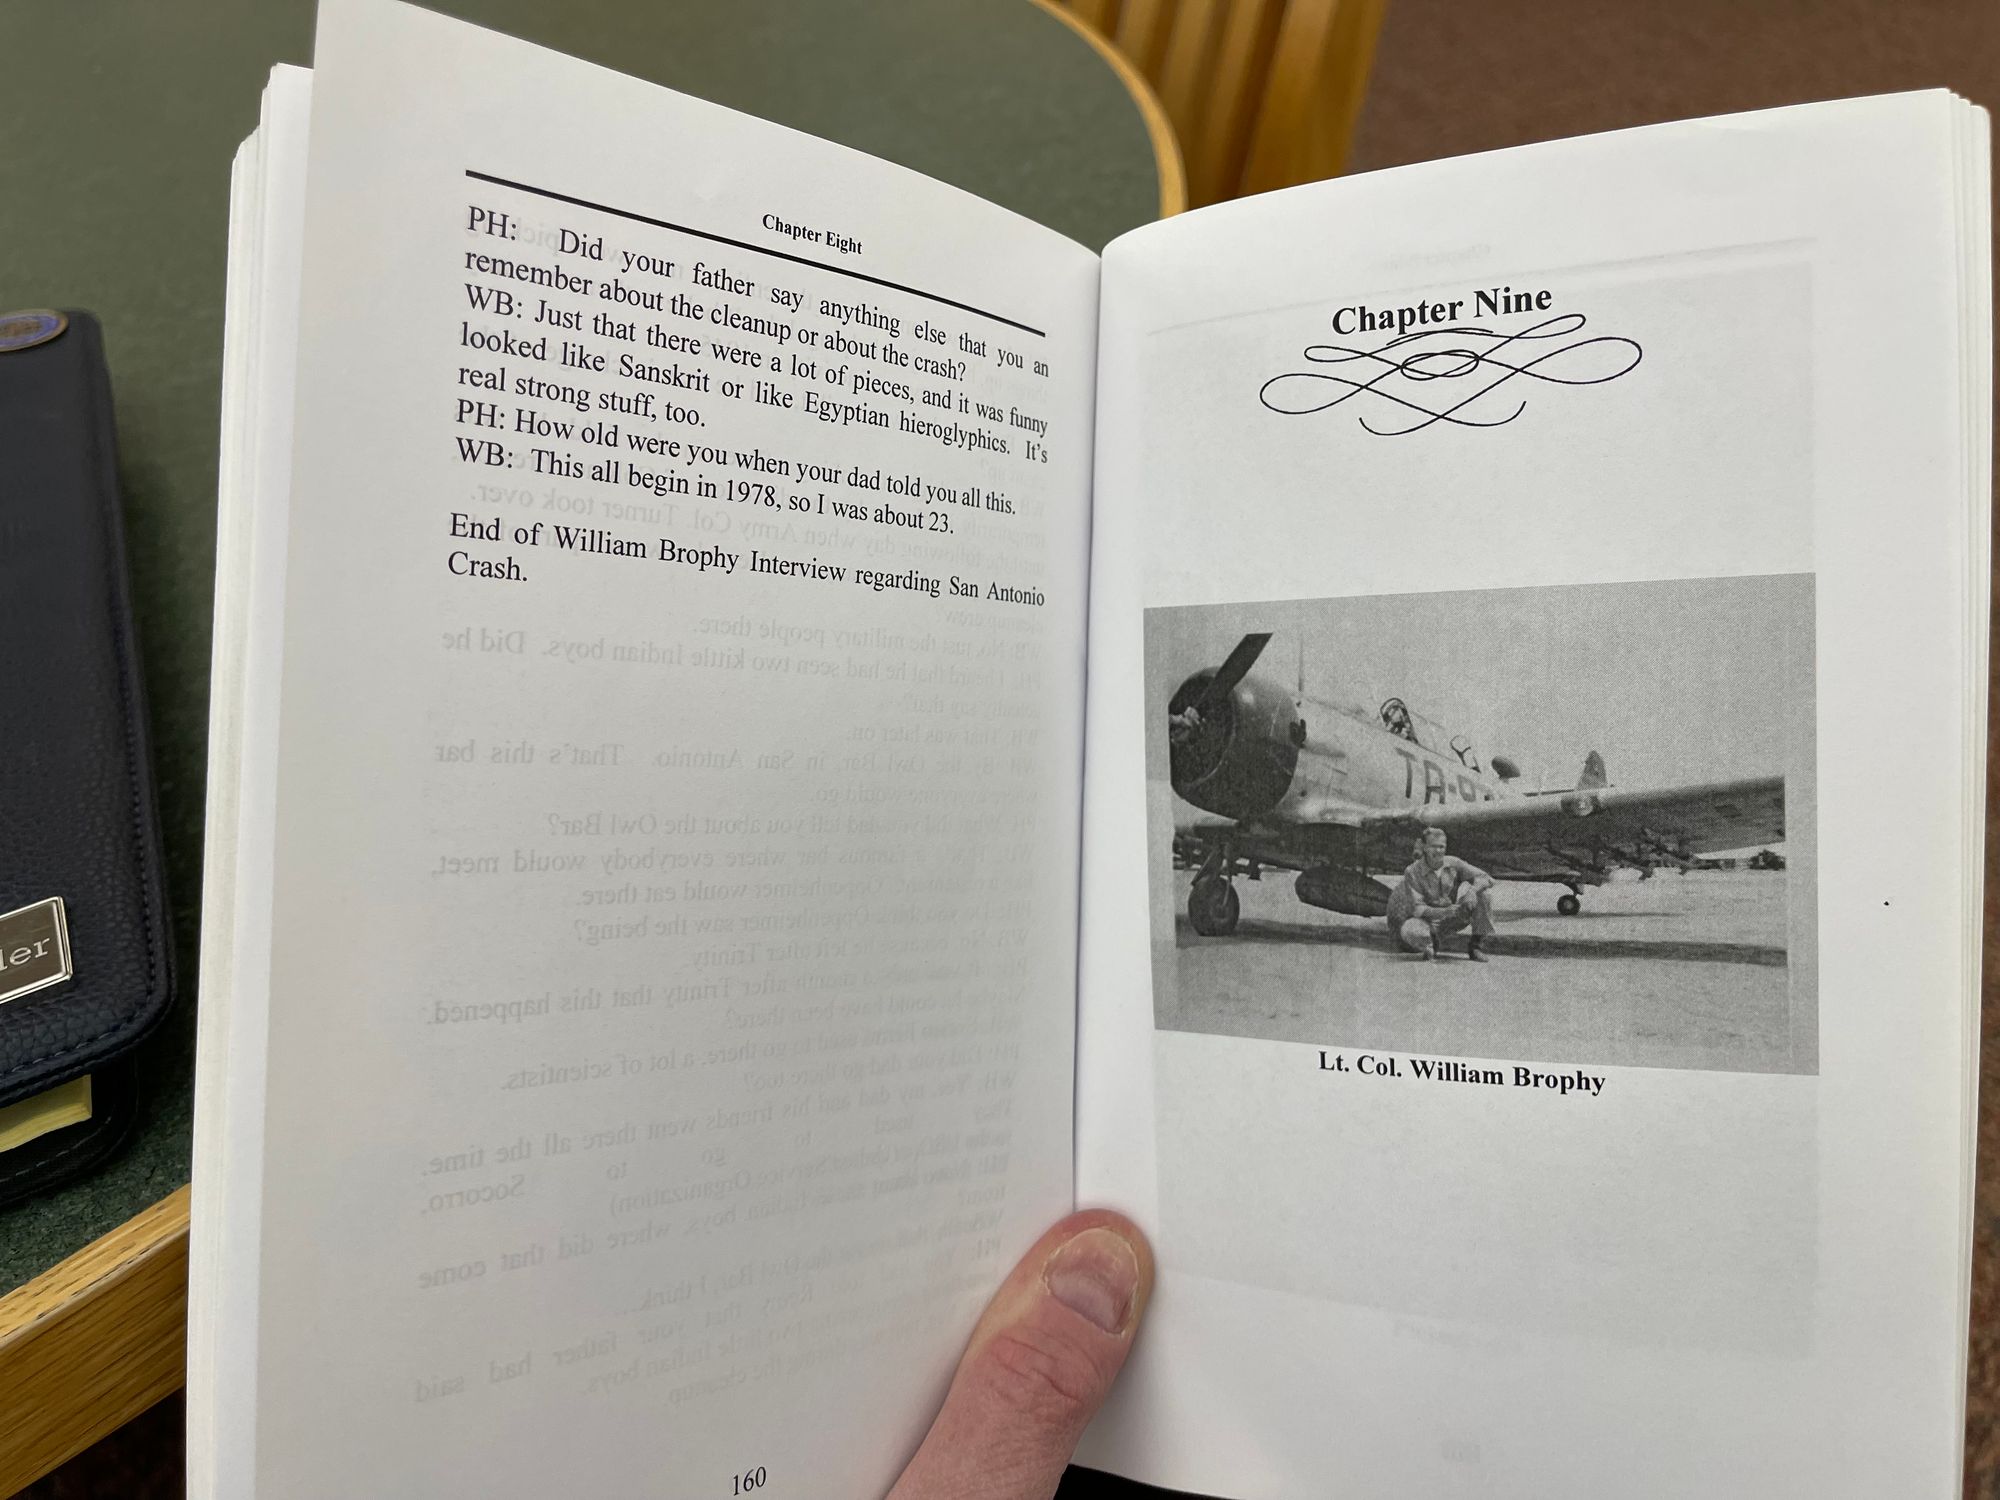 Chapter Eight
PH: Did your father say anything else that you an
remember about the cleanup or about the crash?
WB: Just that there were a lot of pieces, and it was funny
looked like Sanskrit or like Egyptian hieroglyphics. It's
real strong stuff, too.
PH: How old were you when your dad told you all this.
WB: This all begin in 1978, so I was about 23.
End of William Brophy Interview regarding San Antonio
Crash.
160
Chapter Nine
TA-
Lt. Col. William Brophy
ler